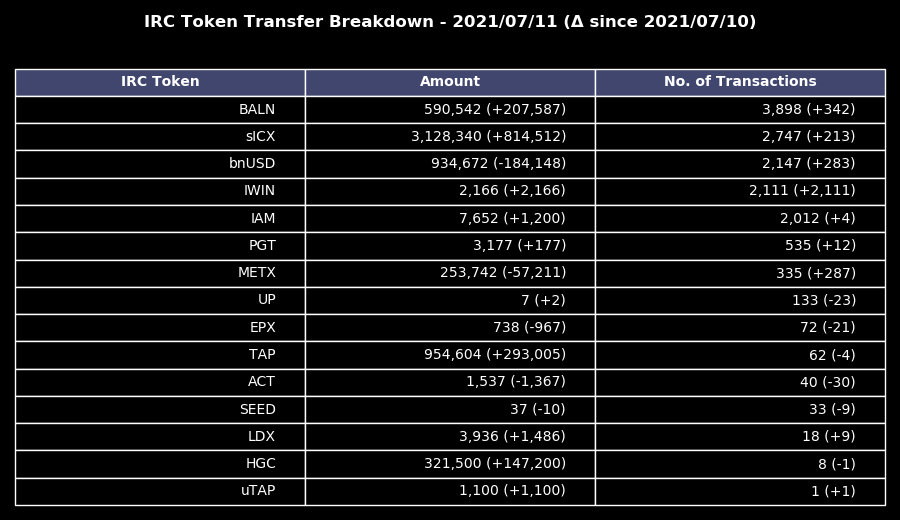 IRC Token Transfer Breakdown - 2021/07/11 (Δ since 2021/07/10)
IRC Token Amount No. of Transactions
BALN 590,542 (+207,587) 3,898 (+342)
sICX 3,128,340 (+814,512) 2,747 (+213)
bnUSD 934,672 (-184,148) 2,147 (+283)
IWIN 2,166 (+2,166) 2,111 (+2,111)
IAM 7,652 (+1,200) 2,012 (+4)
PGT 3,177 (+177) 535 (+12)
METX 253,742 (-57,211) 335 (+287)
UP 7 (+2) 133 (-23)
EPX 738 (-967) 72 (-21)
TAP 954,604 (+293,005) 62 (-4)
ACT 1,537 (-1,367) 40 (-30)
SEED 37 (-10) 33 (-9)
LDX 3,936 (+1,486) 18 (+9)
HGC 321,500 (+147,200) 8 (-1)
uTAP 1,100 (+1,100) 1 (+1)